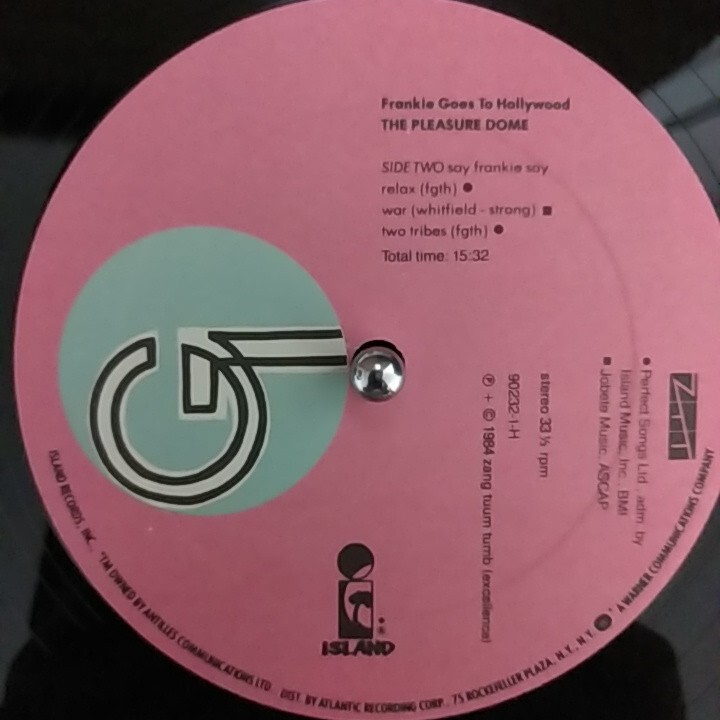 Frankie Goes To Hollywood
THE PLEASURE DOME
SIDE TWO say frankie say
relax (fgth) ●
war (whitfield - strong) ■
two tribes (fgth) ●
Total time: 15:32
stereo 33 ⅓ rpm
90232-1-H
℗ + © 1984 zang tuum tumb (excellence)
ZTT
● Perfect Songs Ltd., adm. by
Island Music, Inc., BMI
■ Jobete Music, ASCAP
ISLAND
ISLAND RECORDS, INC. TM OWNED BY ANTILLES COMMUNICATIONS LTD. DIST. BY ATLANTIC RECORDING CORP., 75 ROCKEFELLER PLAZA, N.Y., N.Y. A WARNER COMMUNICATIONS COMPANY